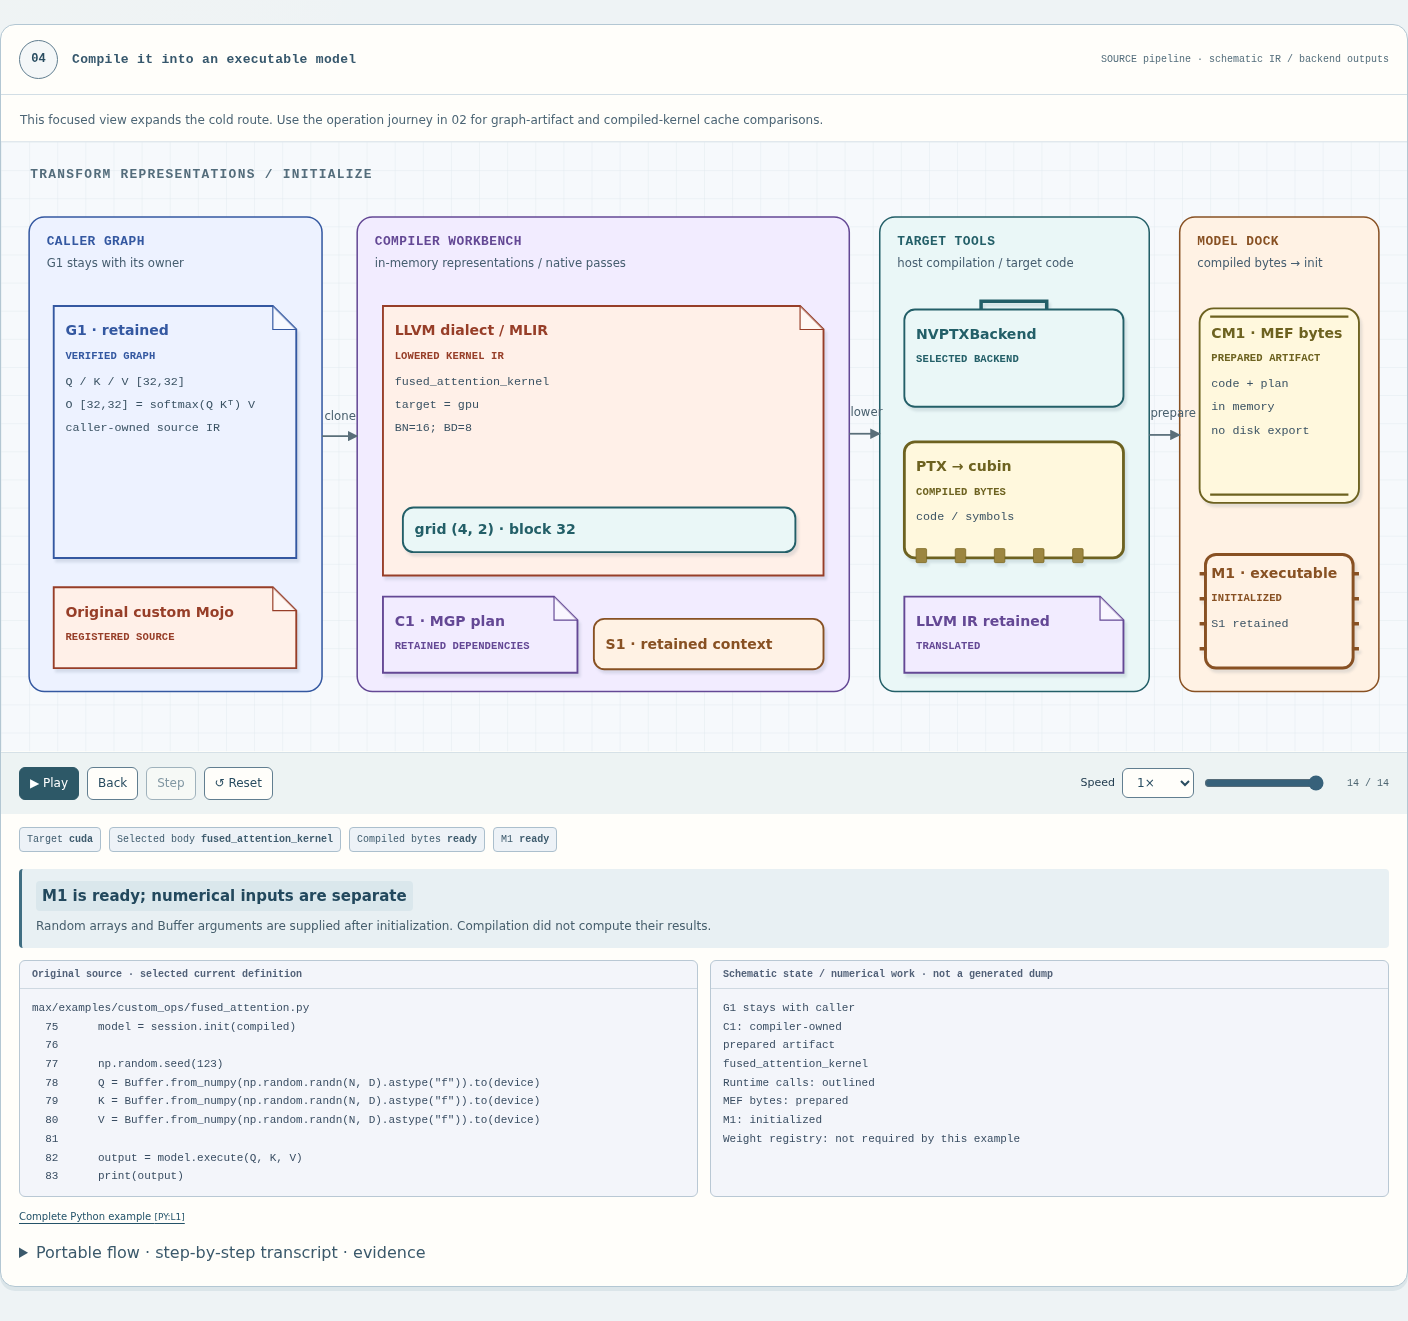 04
Compile it into an executable model
SOURCE pipeline · schematic IR / backend outputs
This focused view expands the cold route. Use the operation journey in 02 for graph-artifact and compiled-kernel cache comparisons.
TRANSFORM REPRESENTATIONS / INITIALIZE
CALLER GRAPH
G1 stays with its owner
G1 · retained
VERIFIED GRAPH
Q / K / V [32,32]
O [32,32] = softmax(Q Kᵀ) V
caller-owned source IR
Original custom Mojo
REGISTERED SOURCE
clone
COMPILER WORKBENCH
in-memory representations / native passes
LLVM dialect / MLIR
LOWERED KERNEL IR
fused_attention_kernel
target = gpu
BN=16; BD=8
grid (4, 2) · block 32
C1 · MGP plan
RETAINED DEPENDENCIES
S1 · retained context
lower
TARGET TOOLS
host compilation / target code
NVPTXBackend
SELECTED BACKEND
PTX → cubin
COMPILED BYTES
code / symbols
LLVM IR retained
TRANSLATED
prepare
MODEL DOCK
compiled bytes → init
CM1 · MEF bytes
PREPARED ARTIFACT
code + plan
in memory
no disk export
M1 · executable
INITIALIZED
S1 retained
▶ Play
Back
Step
↺ Reset
Speed
1×
14 / 14
Target cuda
Selected body fused_attention_kernel
Compiled bytes ready
M1 ready
M1 is ready; numerical inputs are separate
Random arrays and Buffer arguments are supplied after initialization. Compilation did not compute their results.
Original source · selected current definition
max/examples/custom_ops/fused_attention.py
75 model = session.init(compiled)
76
77 np.random.seed(123)
78 Q = Buffer.from_numpy(np.random.randn(N, D).astype("f")).to(device)
79 K = Buffer.from_numpy(np.random.randn(N, D).astype("f")).to(device)
80 V = Buffer.from_numpy(np.random.randn(N, D).astype("f")).to(device)
81
82 output = model.execute(Q, K, V)
83 print(output)
Schematic state / numerical work · not a generated dump
G1 stays with caller
C1: compiler-owned
prepared artifact
fused_attention_kernel
Runtime calls: outlined
MEF bytes: prepared
M1: initialized
Weight registry: not required by this example
Complete Python example [PY:L1]
▶ Portable flow · step-by-step transcript · evidence